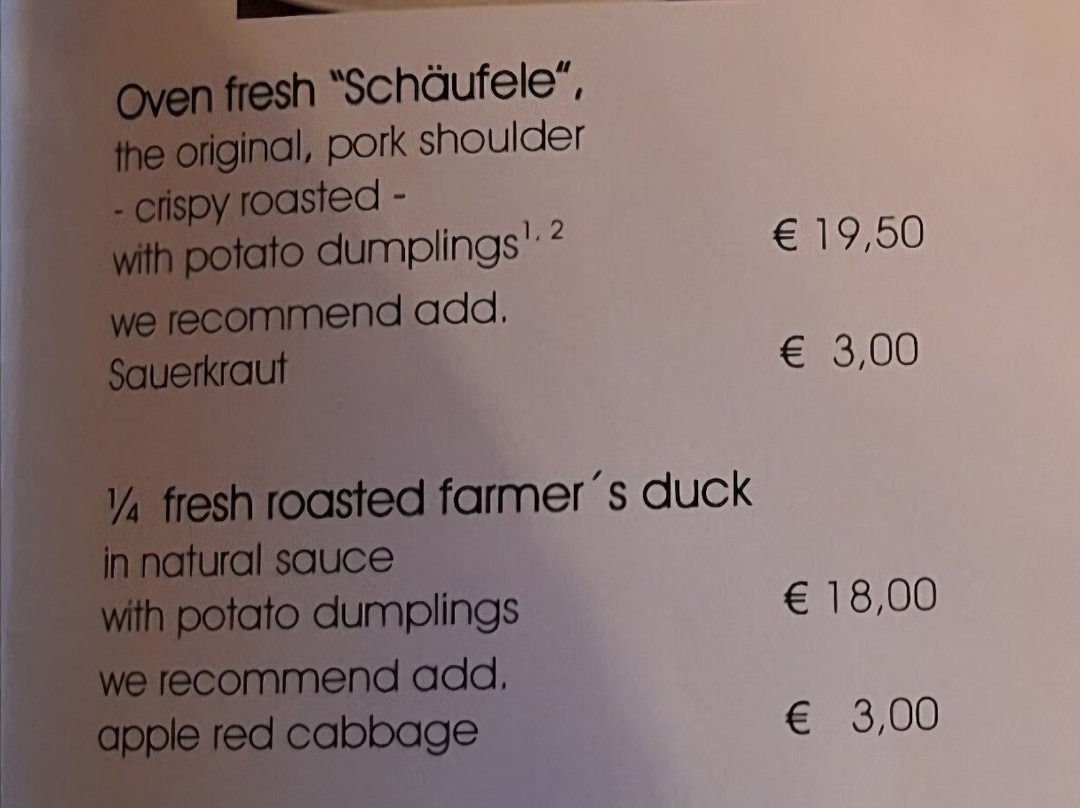 Oven fresh "Schäufele“,
the original, pork shoulder
- crispy roasted -
with potato dumplings¹, ² € 19,50
we recommend add.
Sauerkraut € 3,00
¼ fresh roasted farmer´s duck
in natural sauce
with potato dumplings € 18,00
we recommend add.
apple red cabbage € 3,00